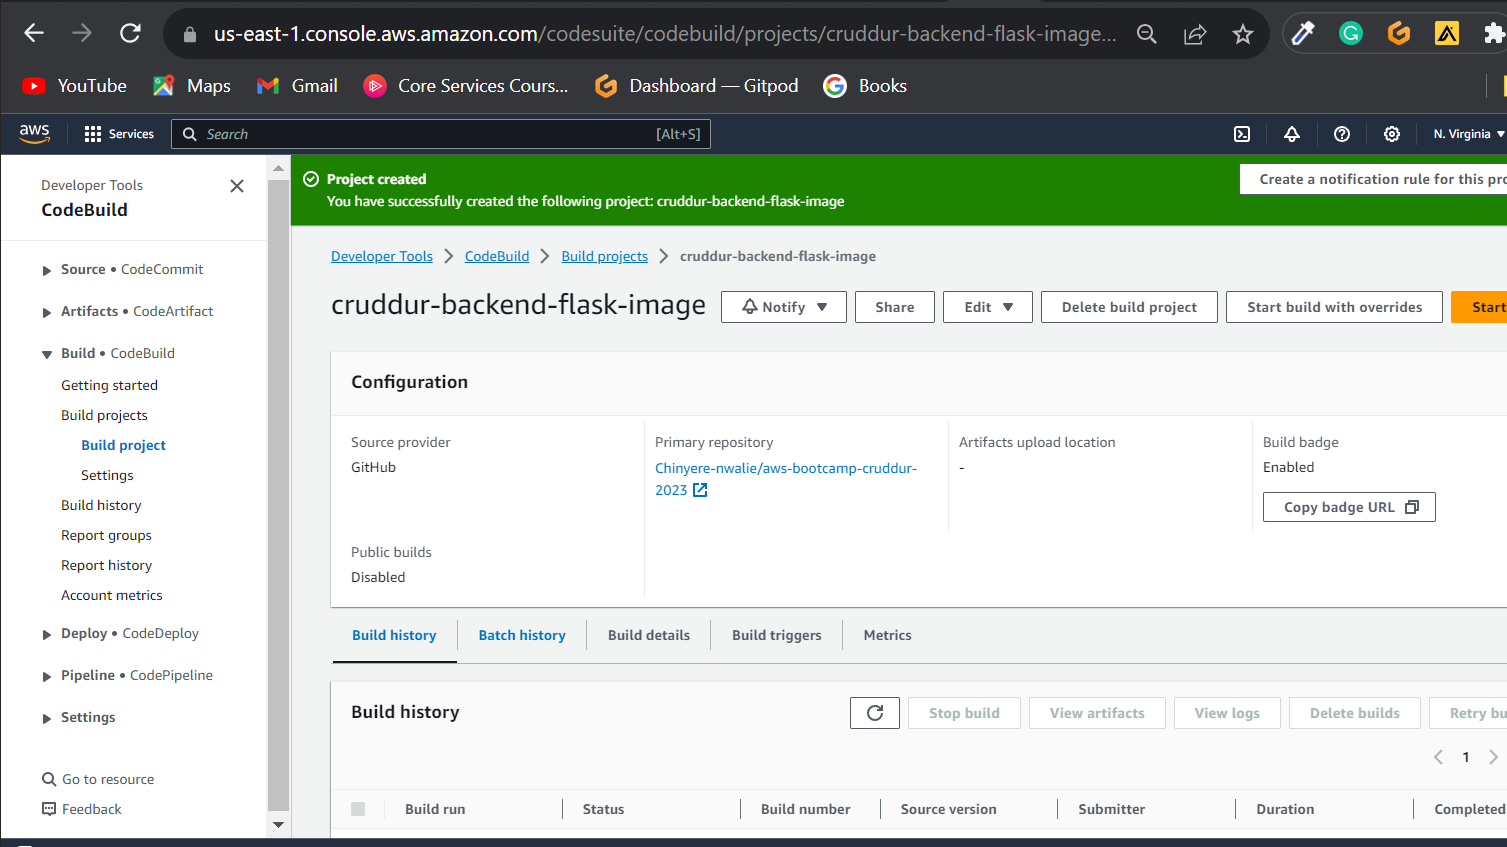 us-east-1.console.aws.amazon.com/codesuite/codebuild/projects/cruddur-backend-flask-image...
YouTube Maps Gmail Core Services Cours... Dashboard — Gitpod Books
aws Services Search [Alt+S] N. Virginia
Developer Tools
CodeBuild
Source • CodeCommit
Artifacts • CodeArtifact
Build • CodeBuild
Getting started
Build projects
Build project
Settings
Build history
Report groups
Report history
Account metrics
Deploy • CodeDeploy
Pipeline • CodePipeline
Settings
Go to resource
Feedback
Project created
You have successfully created the following project: cruddur-backend-flask-image
Create a notification rule for this pro
Developer Tools CodeBuild Build projects cruddur-backend-flask-image
cruddur-backend-flask-image Notify Share Edit Delete build project Start build with overrides Start
Configuration
Source provider
GitHub
Primary repository
Chinyere-nwalie/aws-bootcamp-cruddur-
2023
Artifacts upload location
-
Build badge
Enabled
Copy badge URL
Public builds
Disabled
Build history Batch history Build details Build triggers Metrics
Build history Stop build View artifacts View logs Delete builds Retry bu
1
Build run Status Build number Source version Submitter Duration Completed